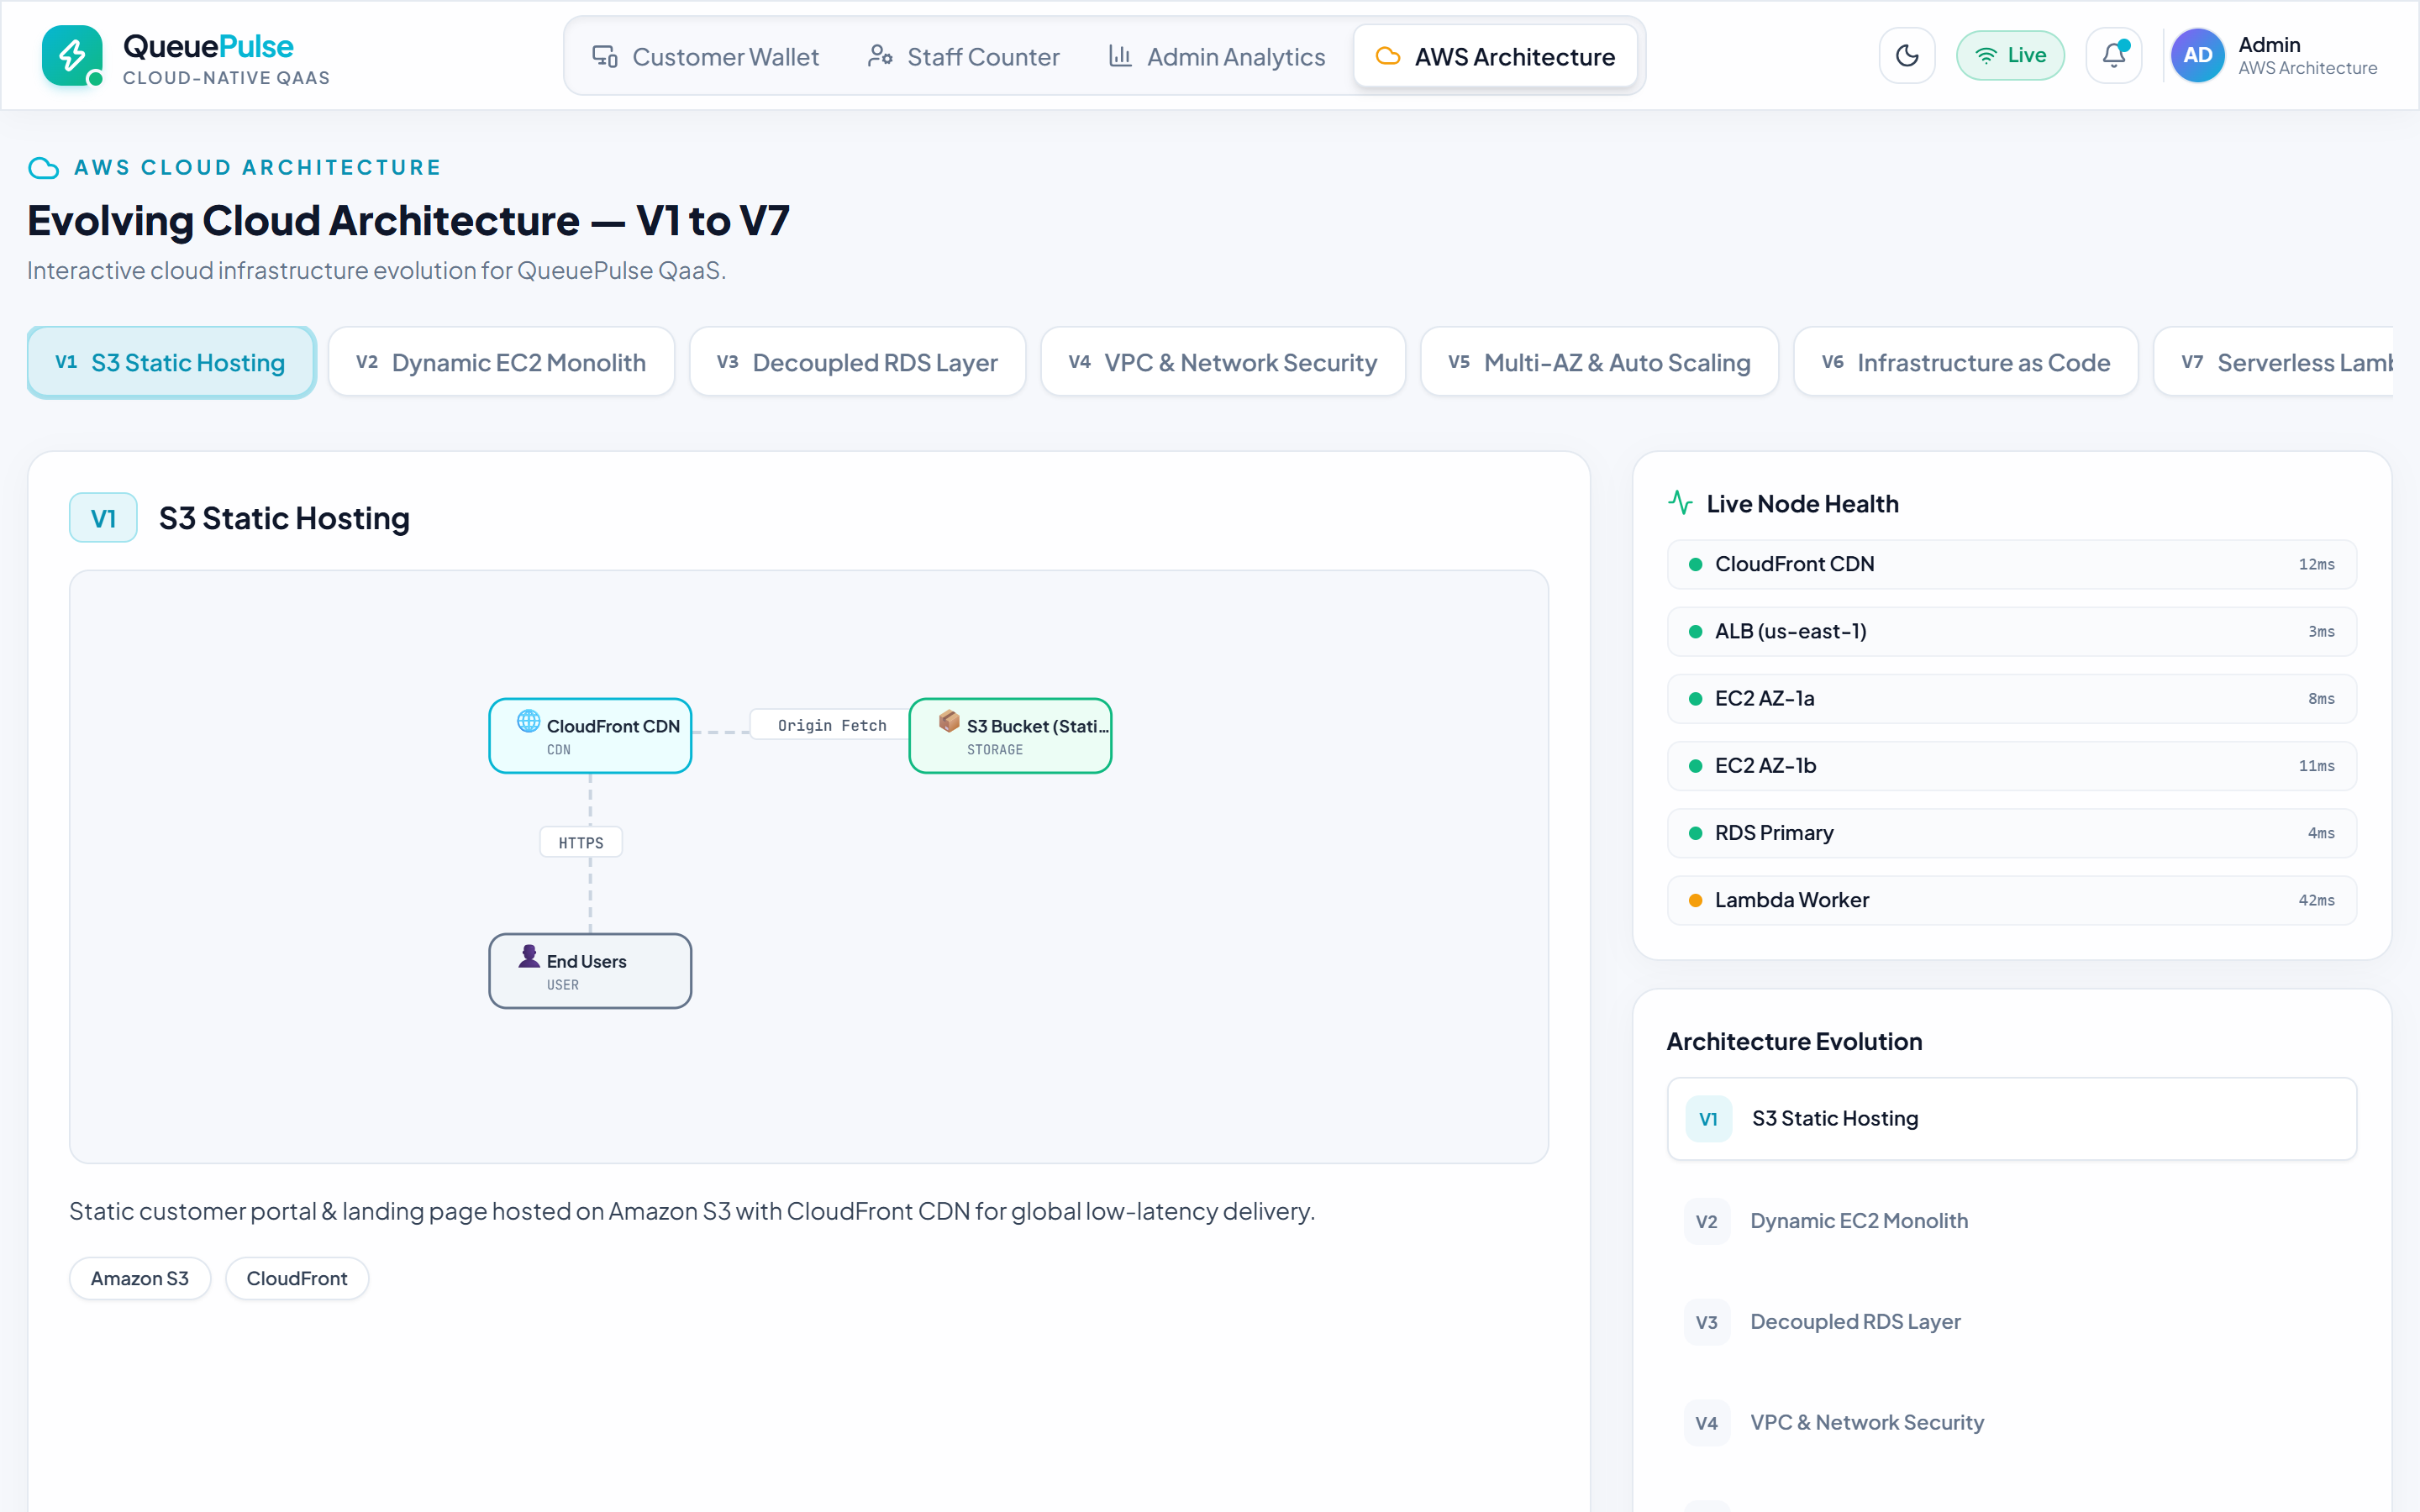 QueuePulse
CLOUD-NATIVE QAAS
Customer Wallet
Staff Counter
Admin Analytics
AWS Architecture
Live
AD
Admin
AWS Architecture
AWS CLOUD ARCHITECTURE
Evolving Cloud Architecture — V1 to V7
Interactive cloud infrastructure evolution for QueuePulse QaaS.
V1 S3 Static Hosting
V2 Dynamic EC2 Monolith
V3 Decoupled RDS Layer
V4 VPC & Network Security
V5 Multi-AZ & Auto Scaling
V6 Infrastructure as Code
V7 Serverless Lamb
V1 S3 Static Hosting
CloudFront CDN
CDN
Origin Fetch
S3 Bucket (Stati…
STORAGE
HTTPS
End Users
USER
Static customer portal & landing page hosted on Amazon S3 with CloudFront CDN for global low-latency delivery.
Amazon S3
CloudFront
Live Node Health
CloudFront CDN 12ms
ALB (us-east-1) 3ms
EC2 AZ-1a 8ms
EC2 AZ-1b 11ms
RDS Primary 4ms
Lambda Worker 42ms
Architecture Evolution
V1 S3 Static Hosting
V2 Dynamic EC2 Monolith
V3 Decoupled RDS Layer
V4 VPC & Network Security